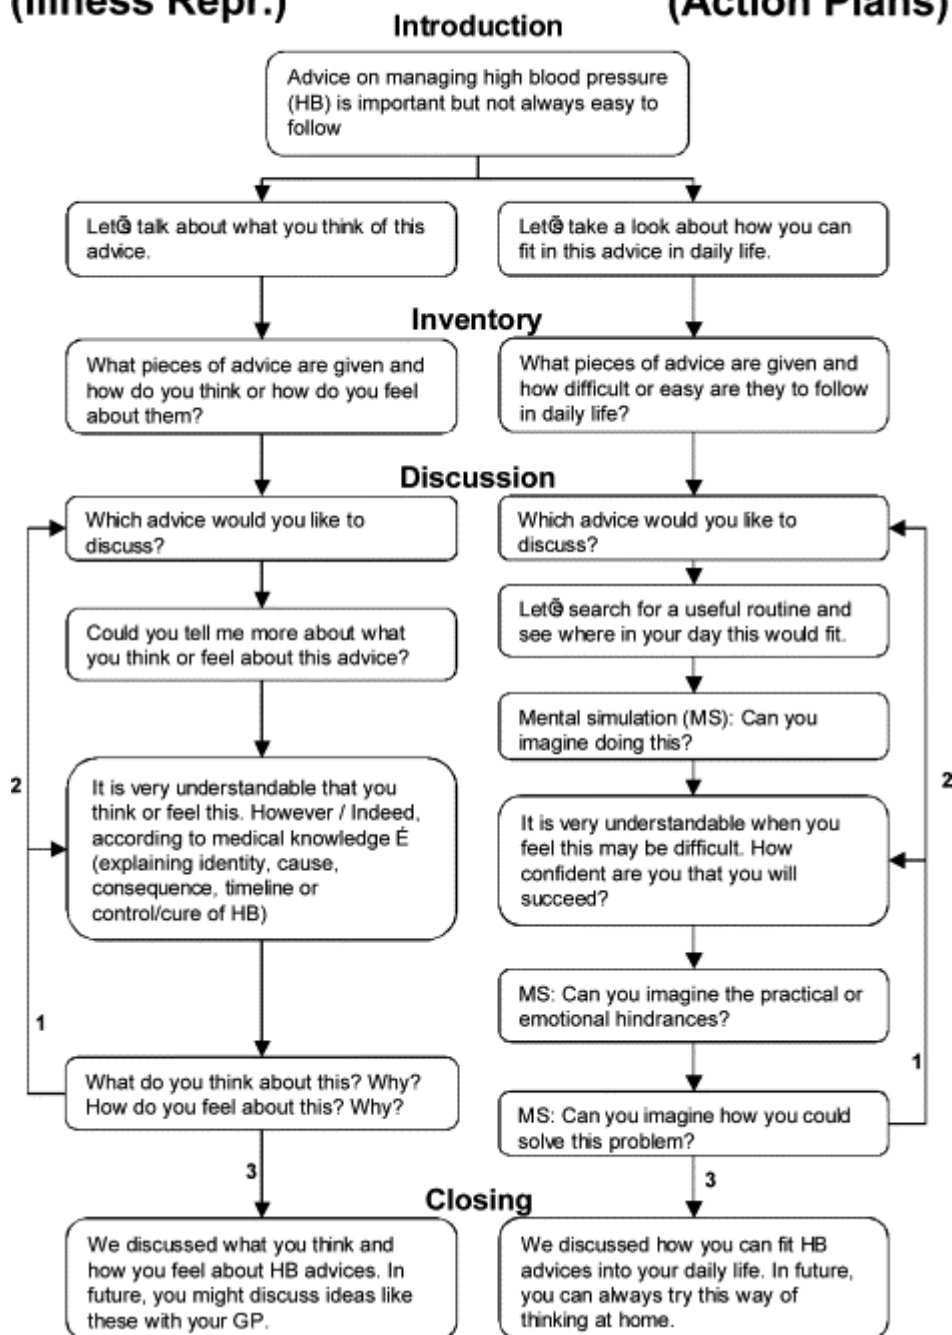 (Illness Repr.)
(Action Plans)
Introduction
Advice on managing high blood pressure
(HB) is important but not always easy to
follow
LetÕs talk about what you think of this
advice.
LetÕs take a look about how you can
fit in this advice in daily life.
Inventory
What pieces of advice are given and
how do you think or how do you feel
about them?
What pieces of advice are given and
how difficult or easy are they to follow
in daily life?
Discussion
Which advice would you like to
discuss?
Could you tell me more about what
you think or feel about this advice?
It is very understandable that you
think or feel this. However / Indeed,
according to medical knowledge É
(explaining identity, cause,
consequence, timeline or
control/cure of HB)
2
1
What do you think about this? Why?
How do you feel about this? Why?
3
Which advice would you like to
discuss?
LetÕs search for a useful routine and
see where in your day this would fit.
Mental simulation (MS): Can you
imagine doing this?
It is very understandable when you
feel this may be difficult. How
confident are you that you will
succeed?
2
MS: Can you imagine the practical or
emotional hindrances?
1
MS: Can you imagine how you could
solve this problem?
3
Closing
We discussed what you think and
how you feel about HB advices. In
future, you might discuss ideas like
these with your GP.
We discussed how you can fit HB
advices into your daily life. In future,
you can always try this way of
thinking at home.